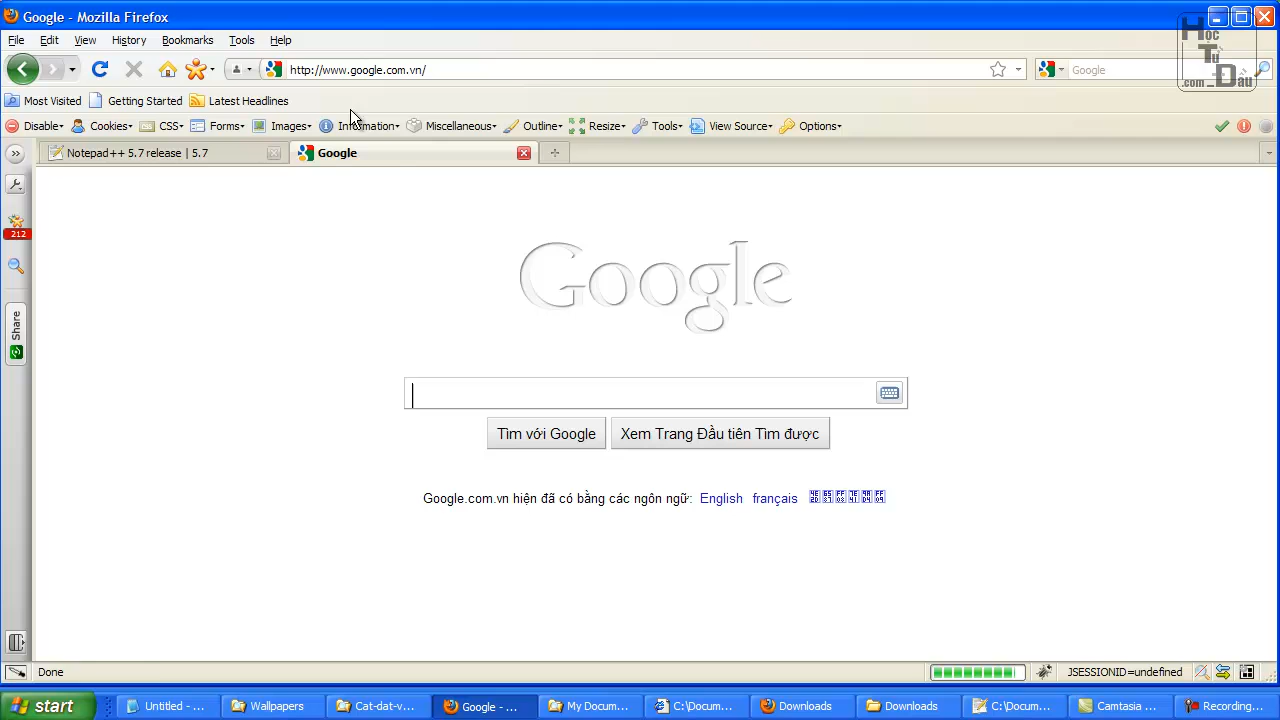 Google - Mozilla Firefox
File Edit View History Bookmarks Tools Help
Học Từ Đầu .com
http://www.google.com.vn/ Google
Most Visited Getting Started Latest Headlines
Disable Cookies CSS Forms Images Information Miscellaneous Outline Resize Tools View Source Options
Notepad++ 5.7 release | 5.7 Google
212
Share
Google
Tìm với Google Xem Trang Đầu tiên Tìm được
Google.com.vn hiện đã có bằng các ngôn ngữ: English français
Done JSESSIONID=undefined
start Untitled - ... Wallpapers Cat-dat-v... Google - ... My Docum... C:\Docum... Downloads Downloads C:\Docum... Camtasia ... Recording...